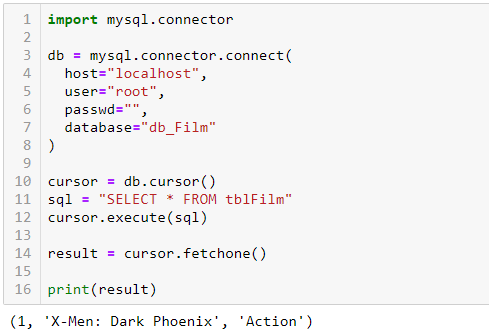 1 import mysql.connector
2
3 db = mysql.connector.connect(
4   host="localhost",
5   user="root",
6   passwd="",
7   database="db_Film"
8 )
9
10 cursor = db.cursor()
11 sql = "SELECT * FROM tblFilm"
12 cursor.execute(sql)
13
14 result = cursor.fetchone()
15
16 print(result)
(1, 'X-Men: Dark Phoenix', 'Action')